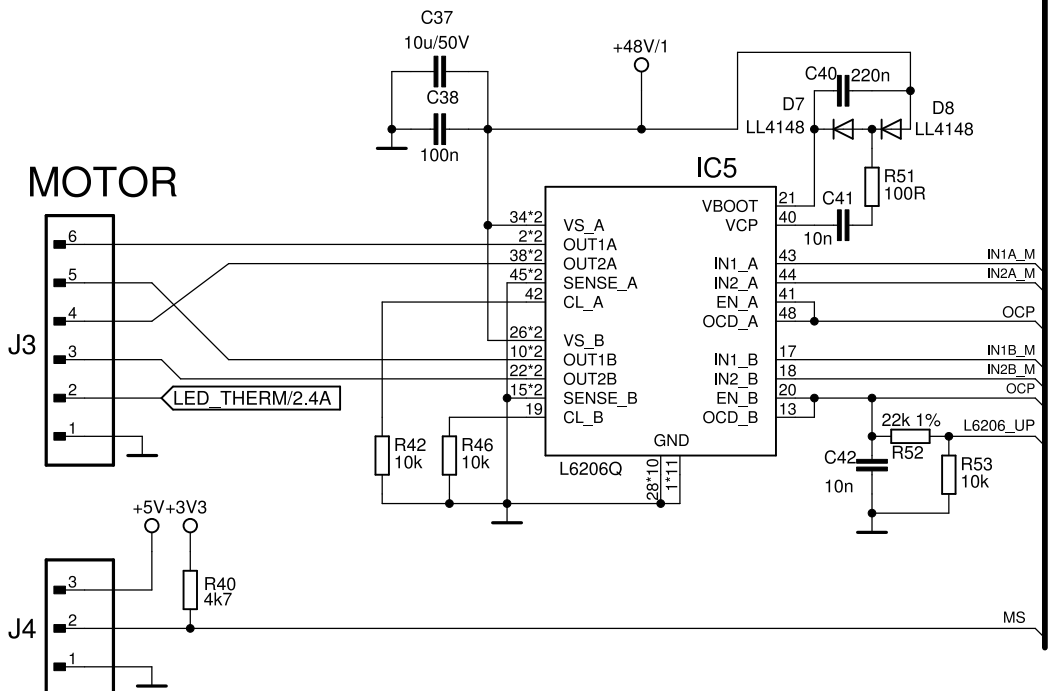 C37
10u/50V
C38
100n
+48V/1
C40 220n
D7
LL4148
D8
LL4148
R51
100R
C41
10n
MOTOR
J3
6
5
4
3
2
1
LED_THERM/2.4A
IC5
L6206Q
34*2 VS_A
2*2 OUT1A
38*2 OUT2A
45*2 SENSE_A
42 CL_A
26*2 VS_B
10*2 OUT1B
22*2 OUT2B
15*2 SENSE_B
19 CL_B
VBOOT 21
VCP 40
IN1_A 43
IN2_A 44
EN_A 41
OCD_A 48
IN1_B 17
IN2_B 18
EN_B 20
OCD_B 13
GND
28*10
1*11
IN1A_M
IN2A_M
OCP
IN1B_M
IN2B_M
OCP
L6206_UP
R42
10k
R46
10k
22k 1%
R52
C42
10n
R53
10k
+5V
+3V3
R40
4k7
J4
3
2
1
MS